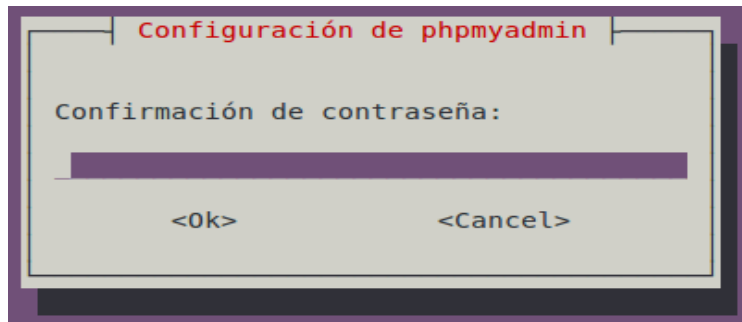 Configuración de phpmyadmin
Confirmación de contraseña:
<Ok> <Cancel>